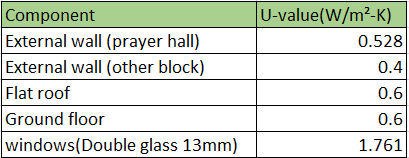 Component U-value(W/m²-K)
External wall (prayer hall) 0.528
External wall (other block) 0.4
Flat roof 0.6
Ground floor 0.6
windows(Double glass 13mm) 1.761